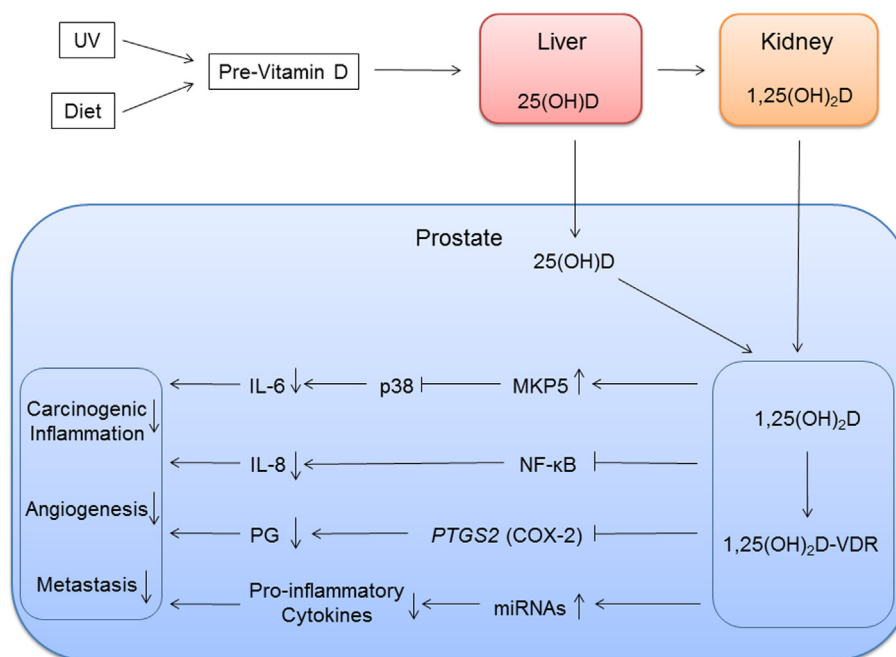 UV
Diet
Pre-Vitamin D
Liver
25(OH)D
Kidney
1,25(OH)₂D
Prostate
25(OH)D
IL-6
p38
MKP5
IL-8
NF-κB
PG
PTGS2 (COX-2)
Pro-inflammatory
Cytokines
miRNAs
Carcinogenic
Inflammation
Angiogenesis
Metastasis
1,25(OH)₂D
1,25(OH)₂D-VDR